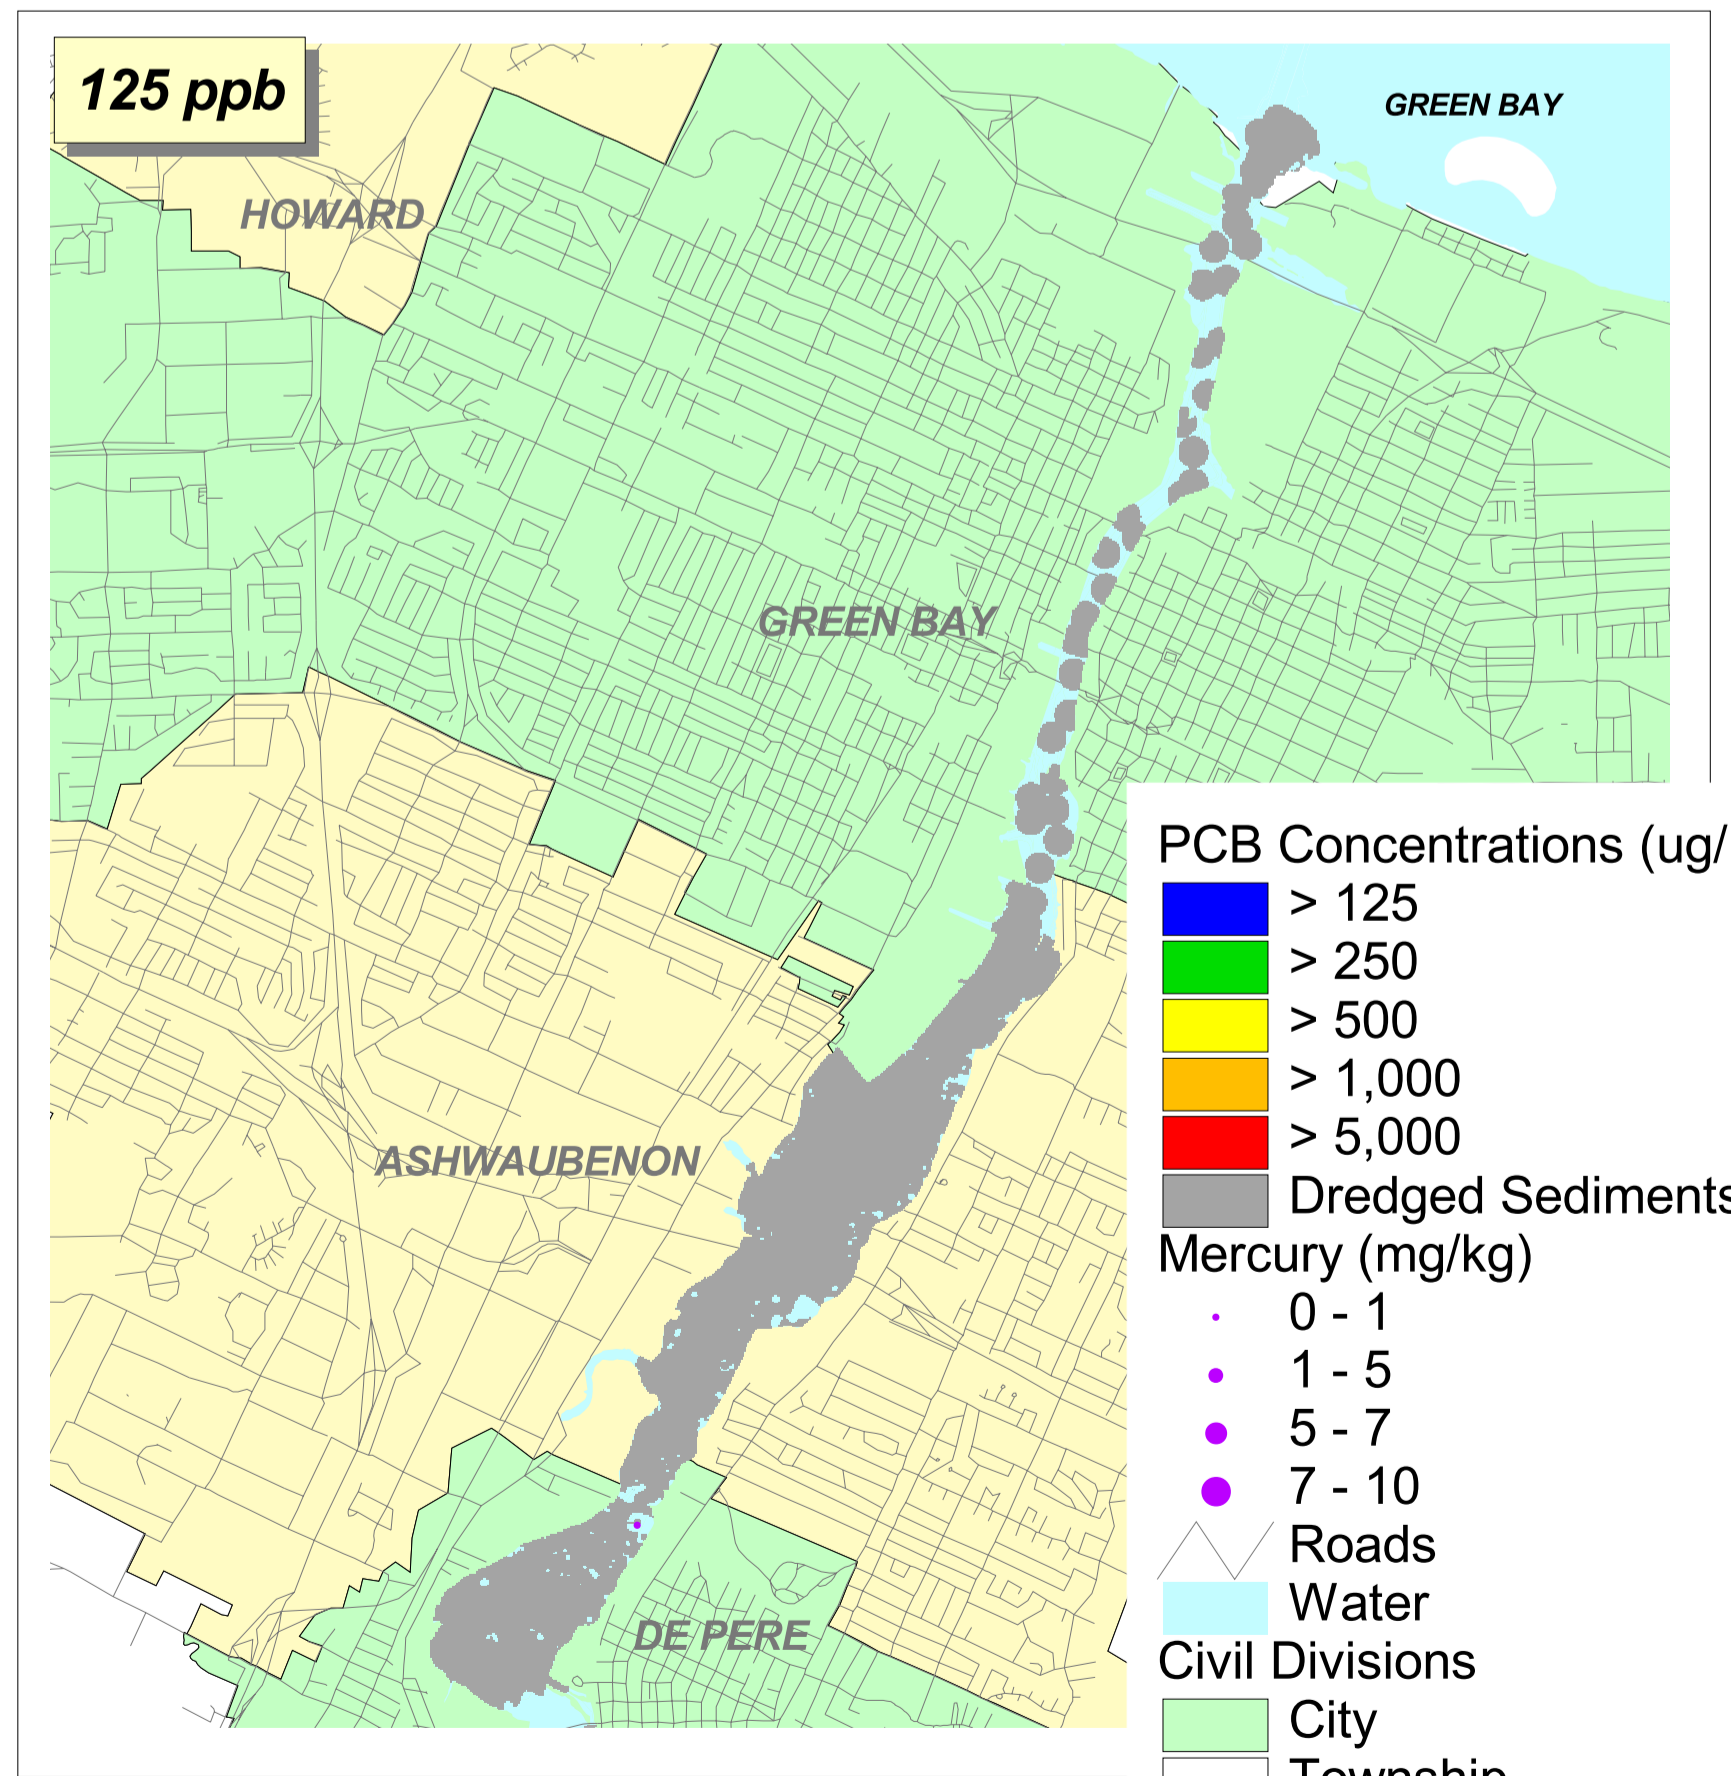 125 ppb
GREEN BAY
HOWARD
GREEN BAY
ASHWAUBENON
DE PERE
PCB Concentrations (ug/
> 125
> 250
> 500
> 1,000
> 5,000
Dredged Sediments
Mercury (mg/kg)
0 - 1
1 - 5
5 - 7
7 - 10
Roads
Water
Civil Divisions
City
Township